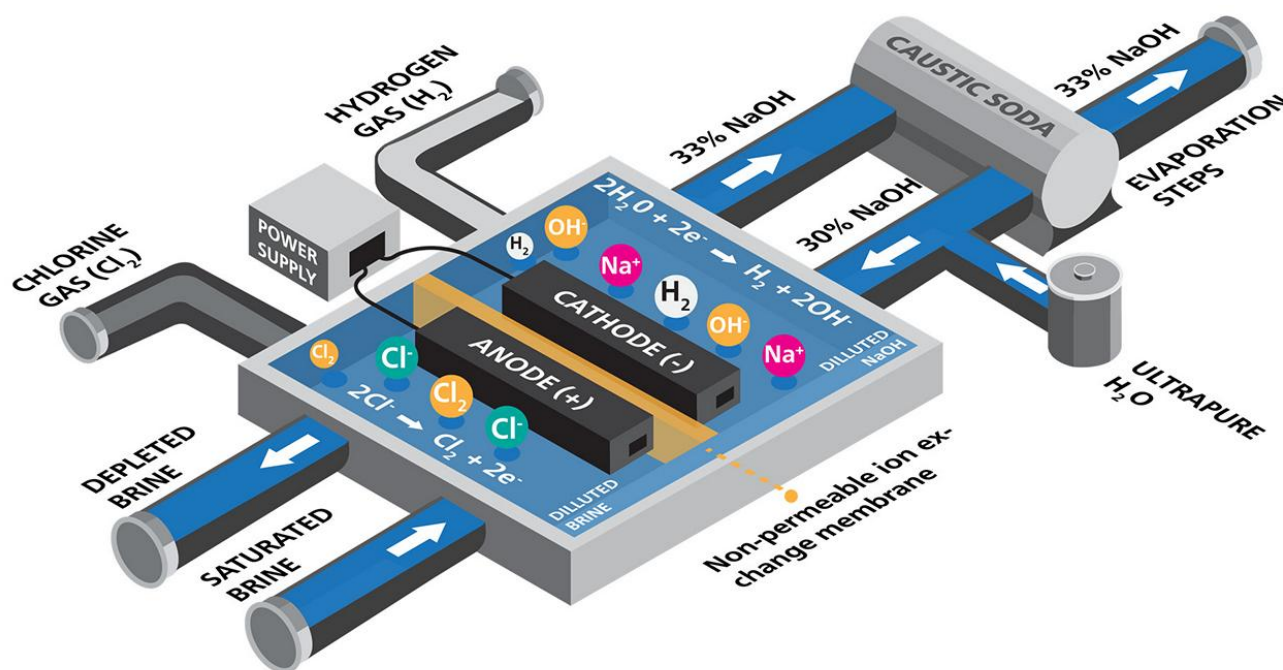 HYDROGEN
GAS (H₂)
CHLORINE
GAS (Cl₂)
POWER
SUPPLY
33% NaOH
CAUSTIC SODA
33% NaOH
EVAPORATION
STEPS
30% NaOH
ULTRAPURE
H₂O
2H₂0 + 2e⁻ → H₂ + 2OH⁻
H₂
OH⁻
Na⁺
H₂
OH⁻
Na⁺
DILLUTED
NaOH
CATHODE (-)
ANODE (+)
Cl₂
Cl⁻
Cl₂
Cl⁻
2Cl⁻ → Cl₂ + 2e⁻
DILLUTED
BRINE
DEPLETED
BRINE
SATURATED
BRINE
Non-permeable ion ex-
change membrane